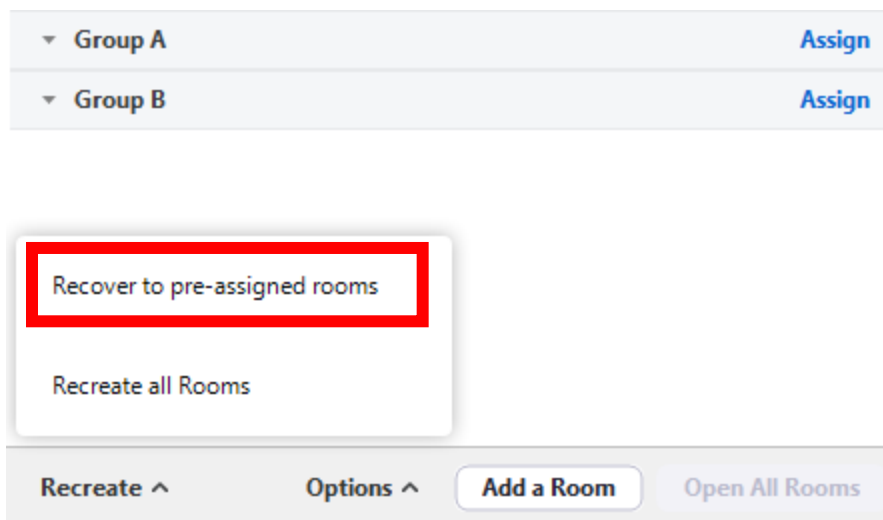 Group A Assign
Group B Assign
Recover to pre-assigned rooms
Recreate all Rooms
Recreate Options Add a Room Open All Rooms